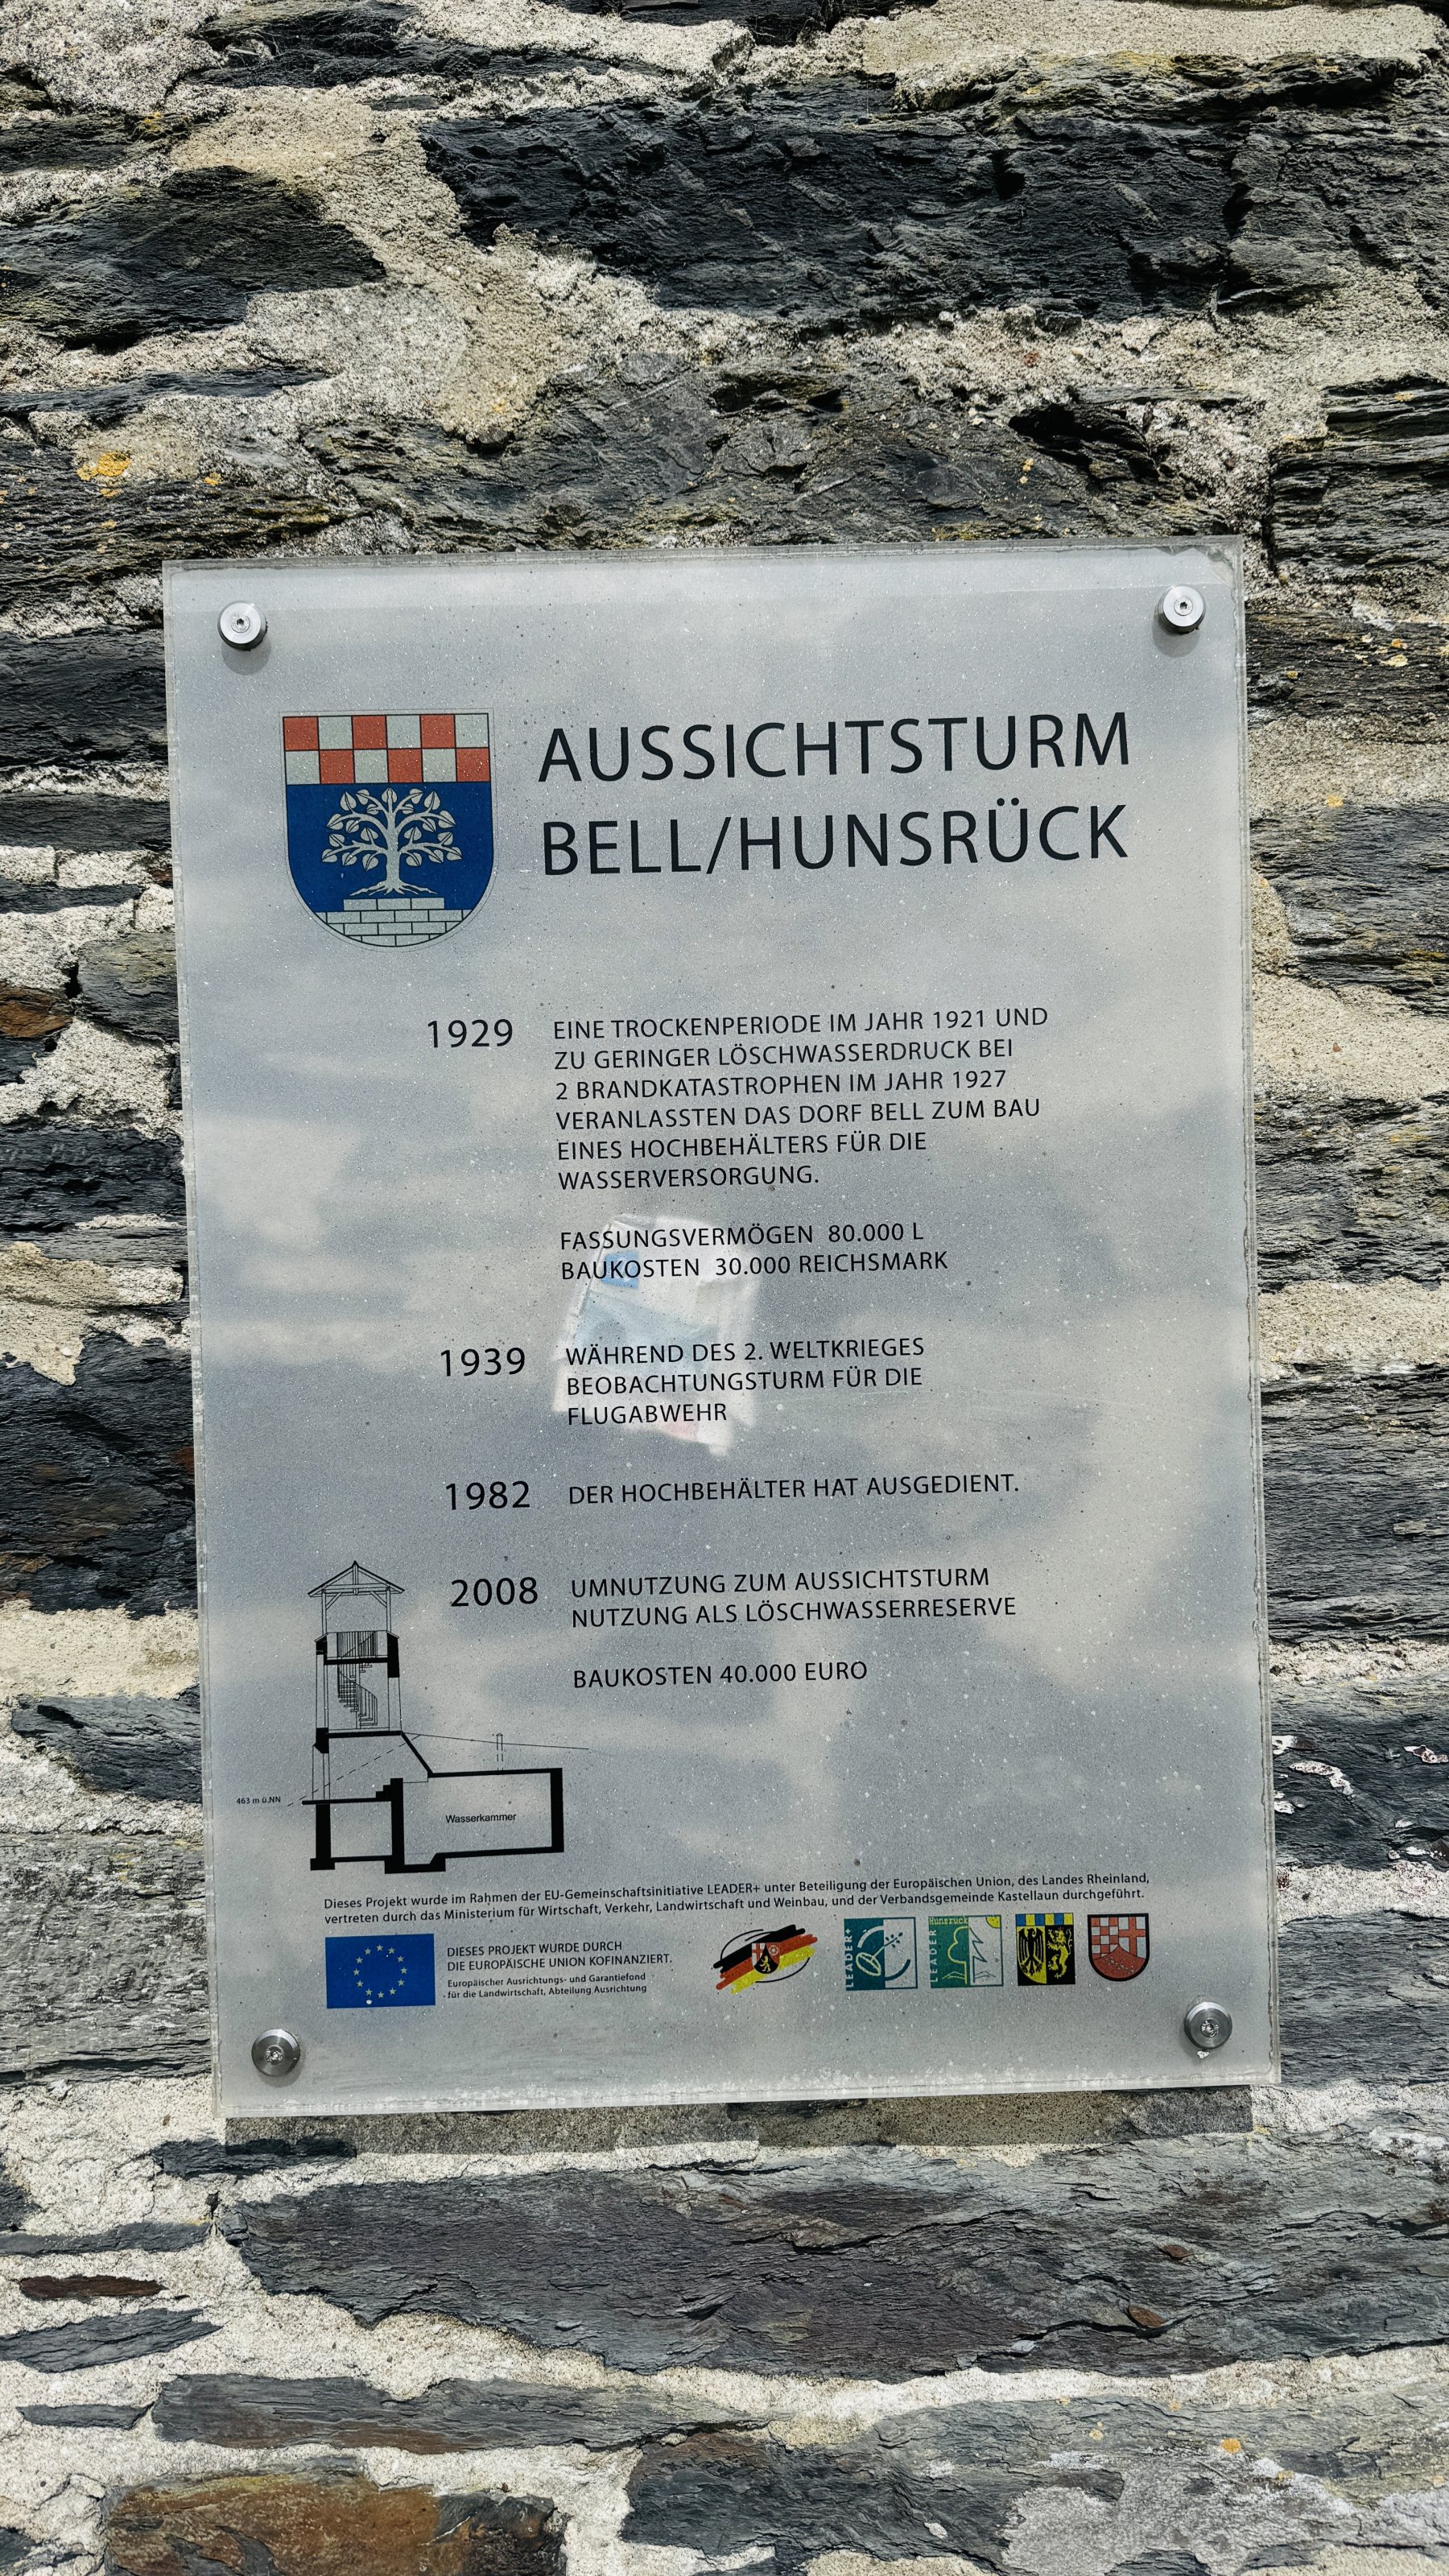 AUSSICHTSTURM
BELL/HUNSRÜCK
1929 EINE TROCKENPERIODE IM JAHR 1921 UND
ZU GERINGER LÖSCHWASSERDRUCK BEI
2 BRANDKATASTROPHEN IM JAHR 1927
VERANLASSTEN DAS DORF BELL ZUM BAU
EINES HOCHBEHÄLTERS FÜR DIE
WASSERVERSORGUNG.
FASSUNGSVERMÖGEN 80.000 L
BAUKOSTEN 30.000 REICHSMARK
1939 WÄHREND DES 2. WELTKRIEGES
BEOBACHTUNGSTURM FÜR DIE
FLUGABWEHR
1982 DER HOCHBEHÄLTER HAT AUSGEDIENT.
2008 UMNUTZUNG ZUM AUSSICHTSTURM
NUTZUNG ALS LÖSCHWASSERRESERVE
BAUKOSTEN 40.000 EURO
463 m ü.NN
Wasserkammer
Dieses Projekt wurde im Rahmen der EU-Gemeinschaftsinitiative LEADER+ unter Beteiligung der Europäischen Union, des Landes Rheinland,
vertreten durch das Ministerium für Wirtschaft, Verkehr, Landwirtschaft und Weinbau, und der Verbandsgemeinde Kastellaun durchgeführt.
DIESES PROJEKT WURDE DURCH
DIE EUROPÄISCHE UNION KOFINANZIERT.
Europäischer Ausrichtungs- und Garantiefond
für die Landwirtschaft, Abteilung Ausrichtung
LEADER+
Hunsrück
LEADER